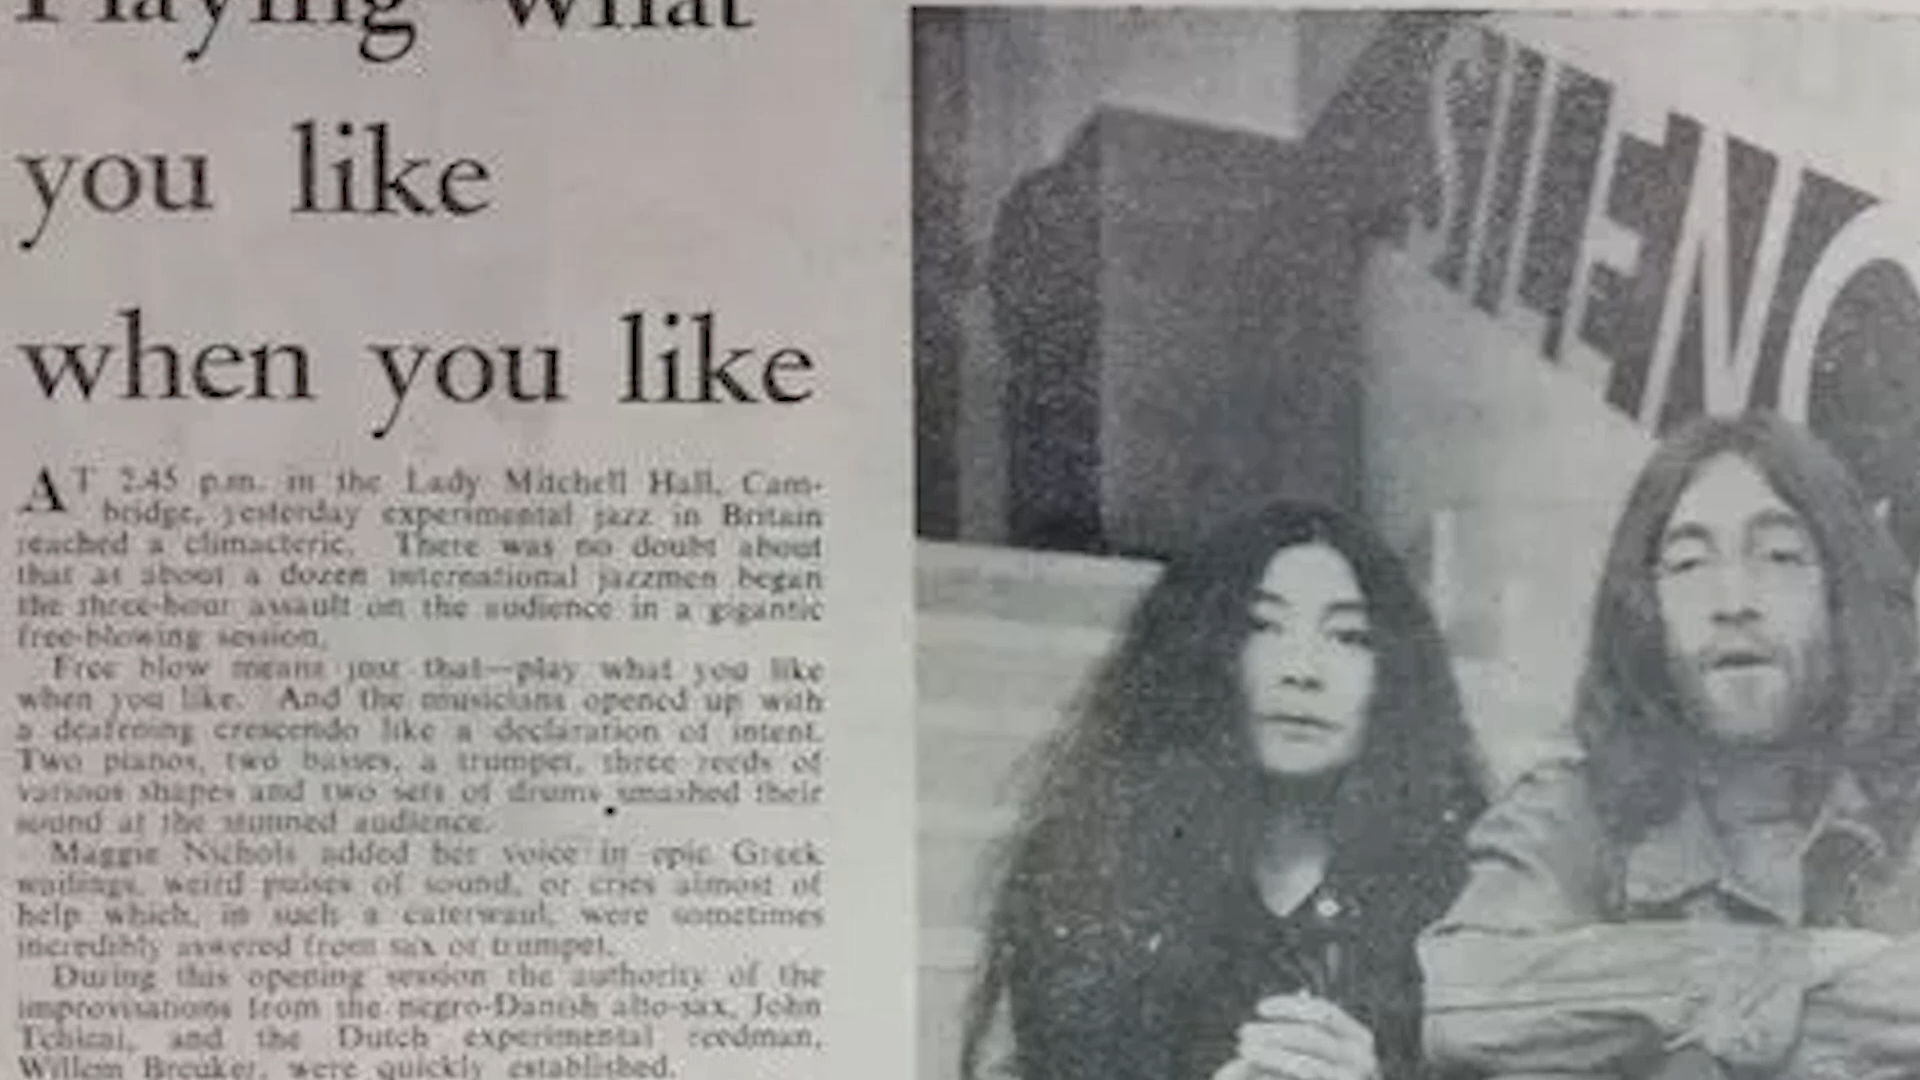 Playing what
you like
when you like
AT 2.45 p.m. in the Lady Mitchell Hall, Cam-
bridge, yesterday experimental jazz in Britain
reached a climacteric. There was no doubt about
that as about a dozen international jazzmen began
the three-hour assault on the audience in a gigantic
free-blowing session.
Free blow means just that—play what you like
when you like. And the musicians opened up with
a deafening crescendo like a declaration of intent.
Two pianos, two basses, a trumpet, three reeds of
various shapes and two sets of drums smashed their
sound at the stunned audience.
Maggie Nichols added her voice in epic Greek
wailings, weird pulses of sound, or cries almost of
help which, in such a caterwaul, were sometimes
incredibly aswered from sax or trumpet.
During this opening session the authority of the
improvisations from the negro-Danish alto-sax, John
Tchicai, and the Dutch experimental reedman,
Willem Breuker, were quickly established.
SILENC